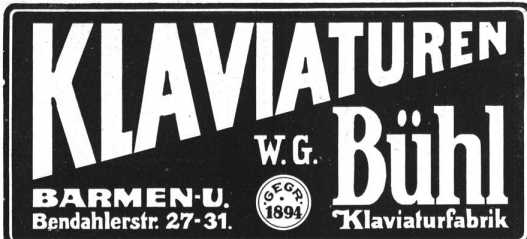 KLAVIATUREN
W.G. Bühl
BARMEN-U.
Bendahlerstr. 27-31.
GEGR.
1894
Klaviaturfabrik